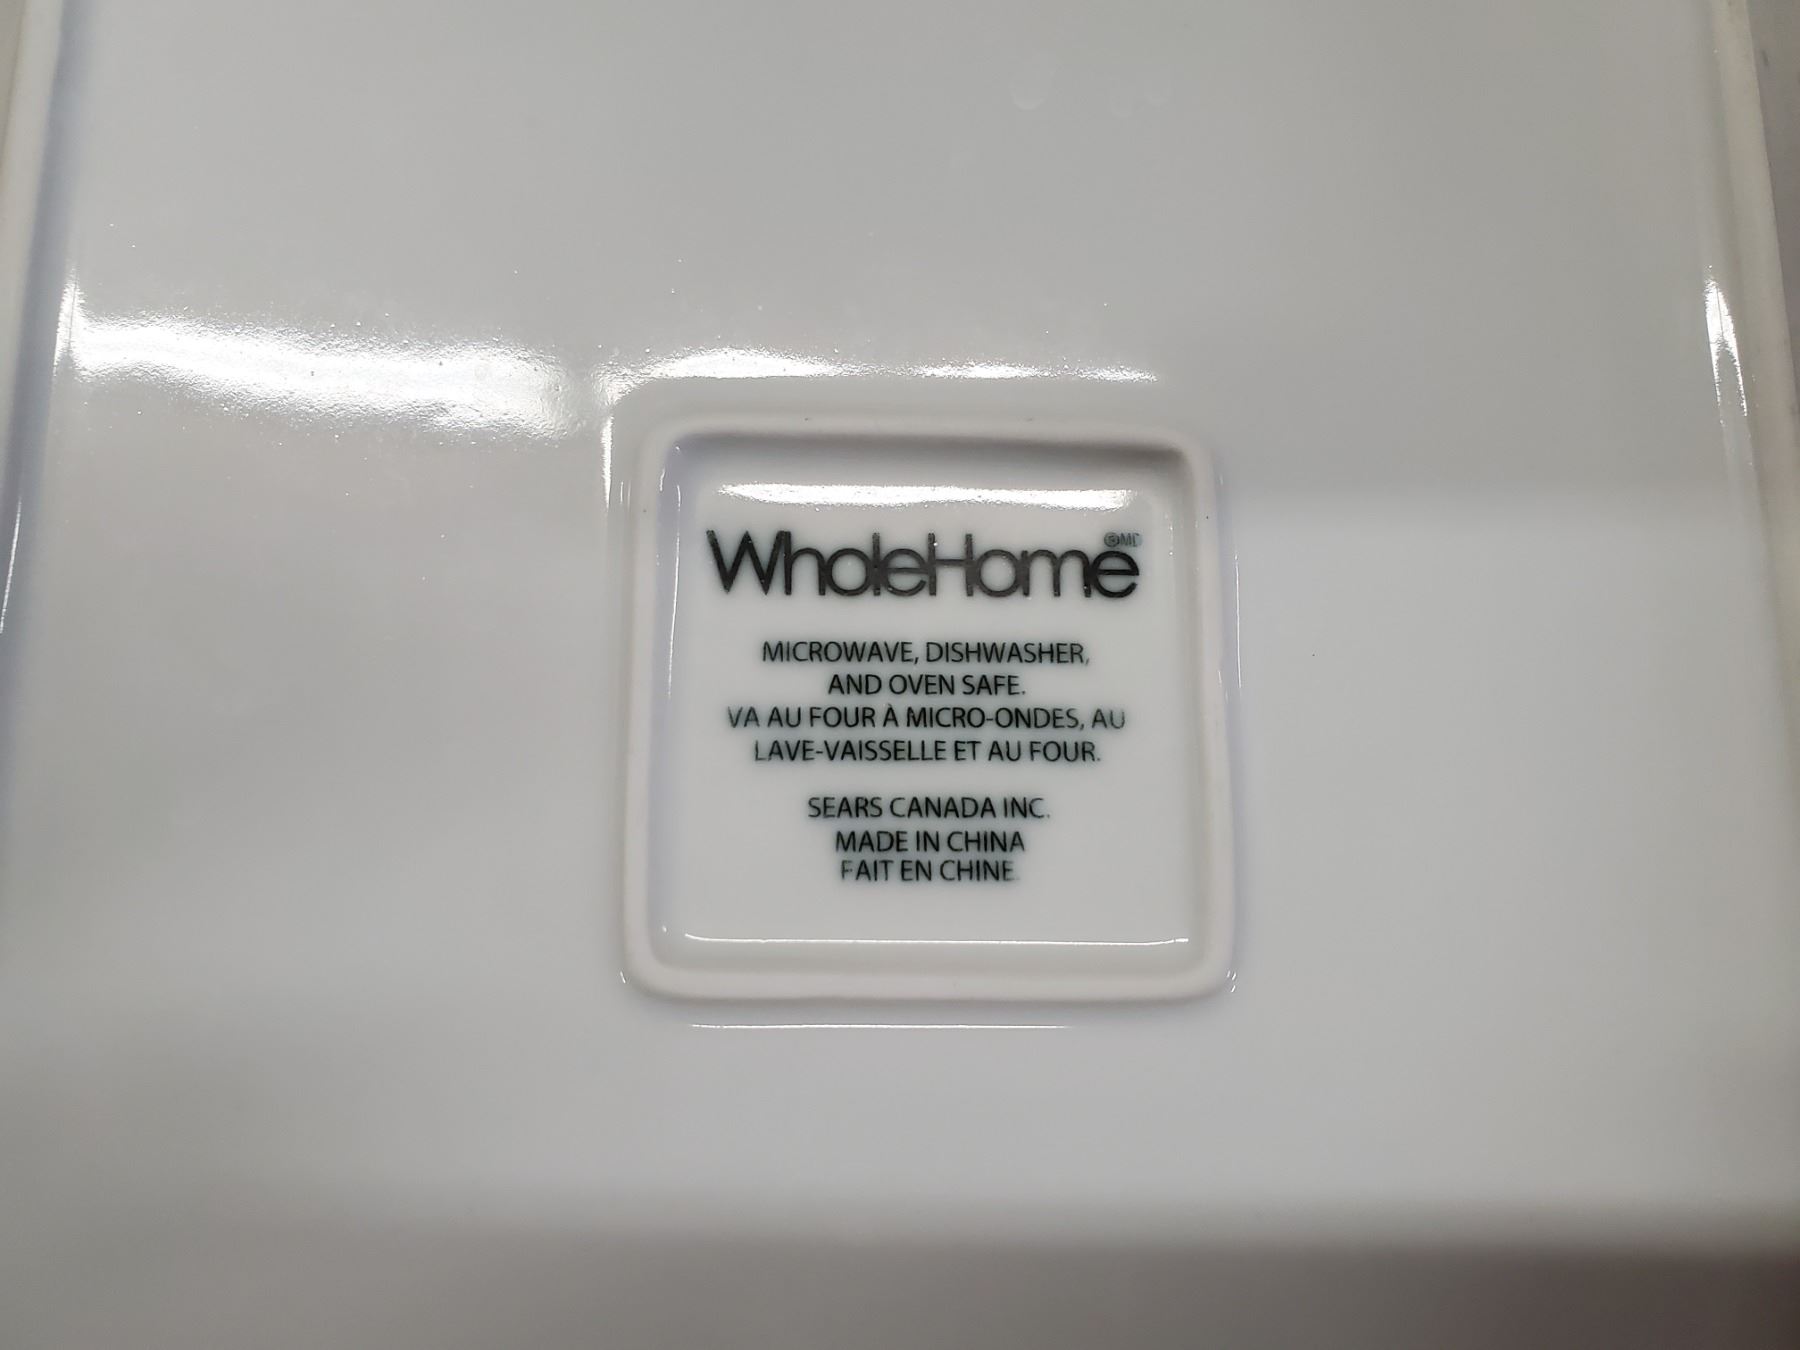 WholeHome ©MD
MICROWAVE, DISHWASHER,
AND OVEN SAFE.
VA AU FOUR À MICRO-ONDES, AU
LAVE-VAISSELLE ET AU FOUR.
SEARS CANADA INC.
MADE IN CHINA
FAIT EN CHINE